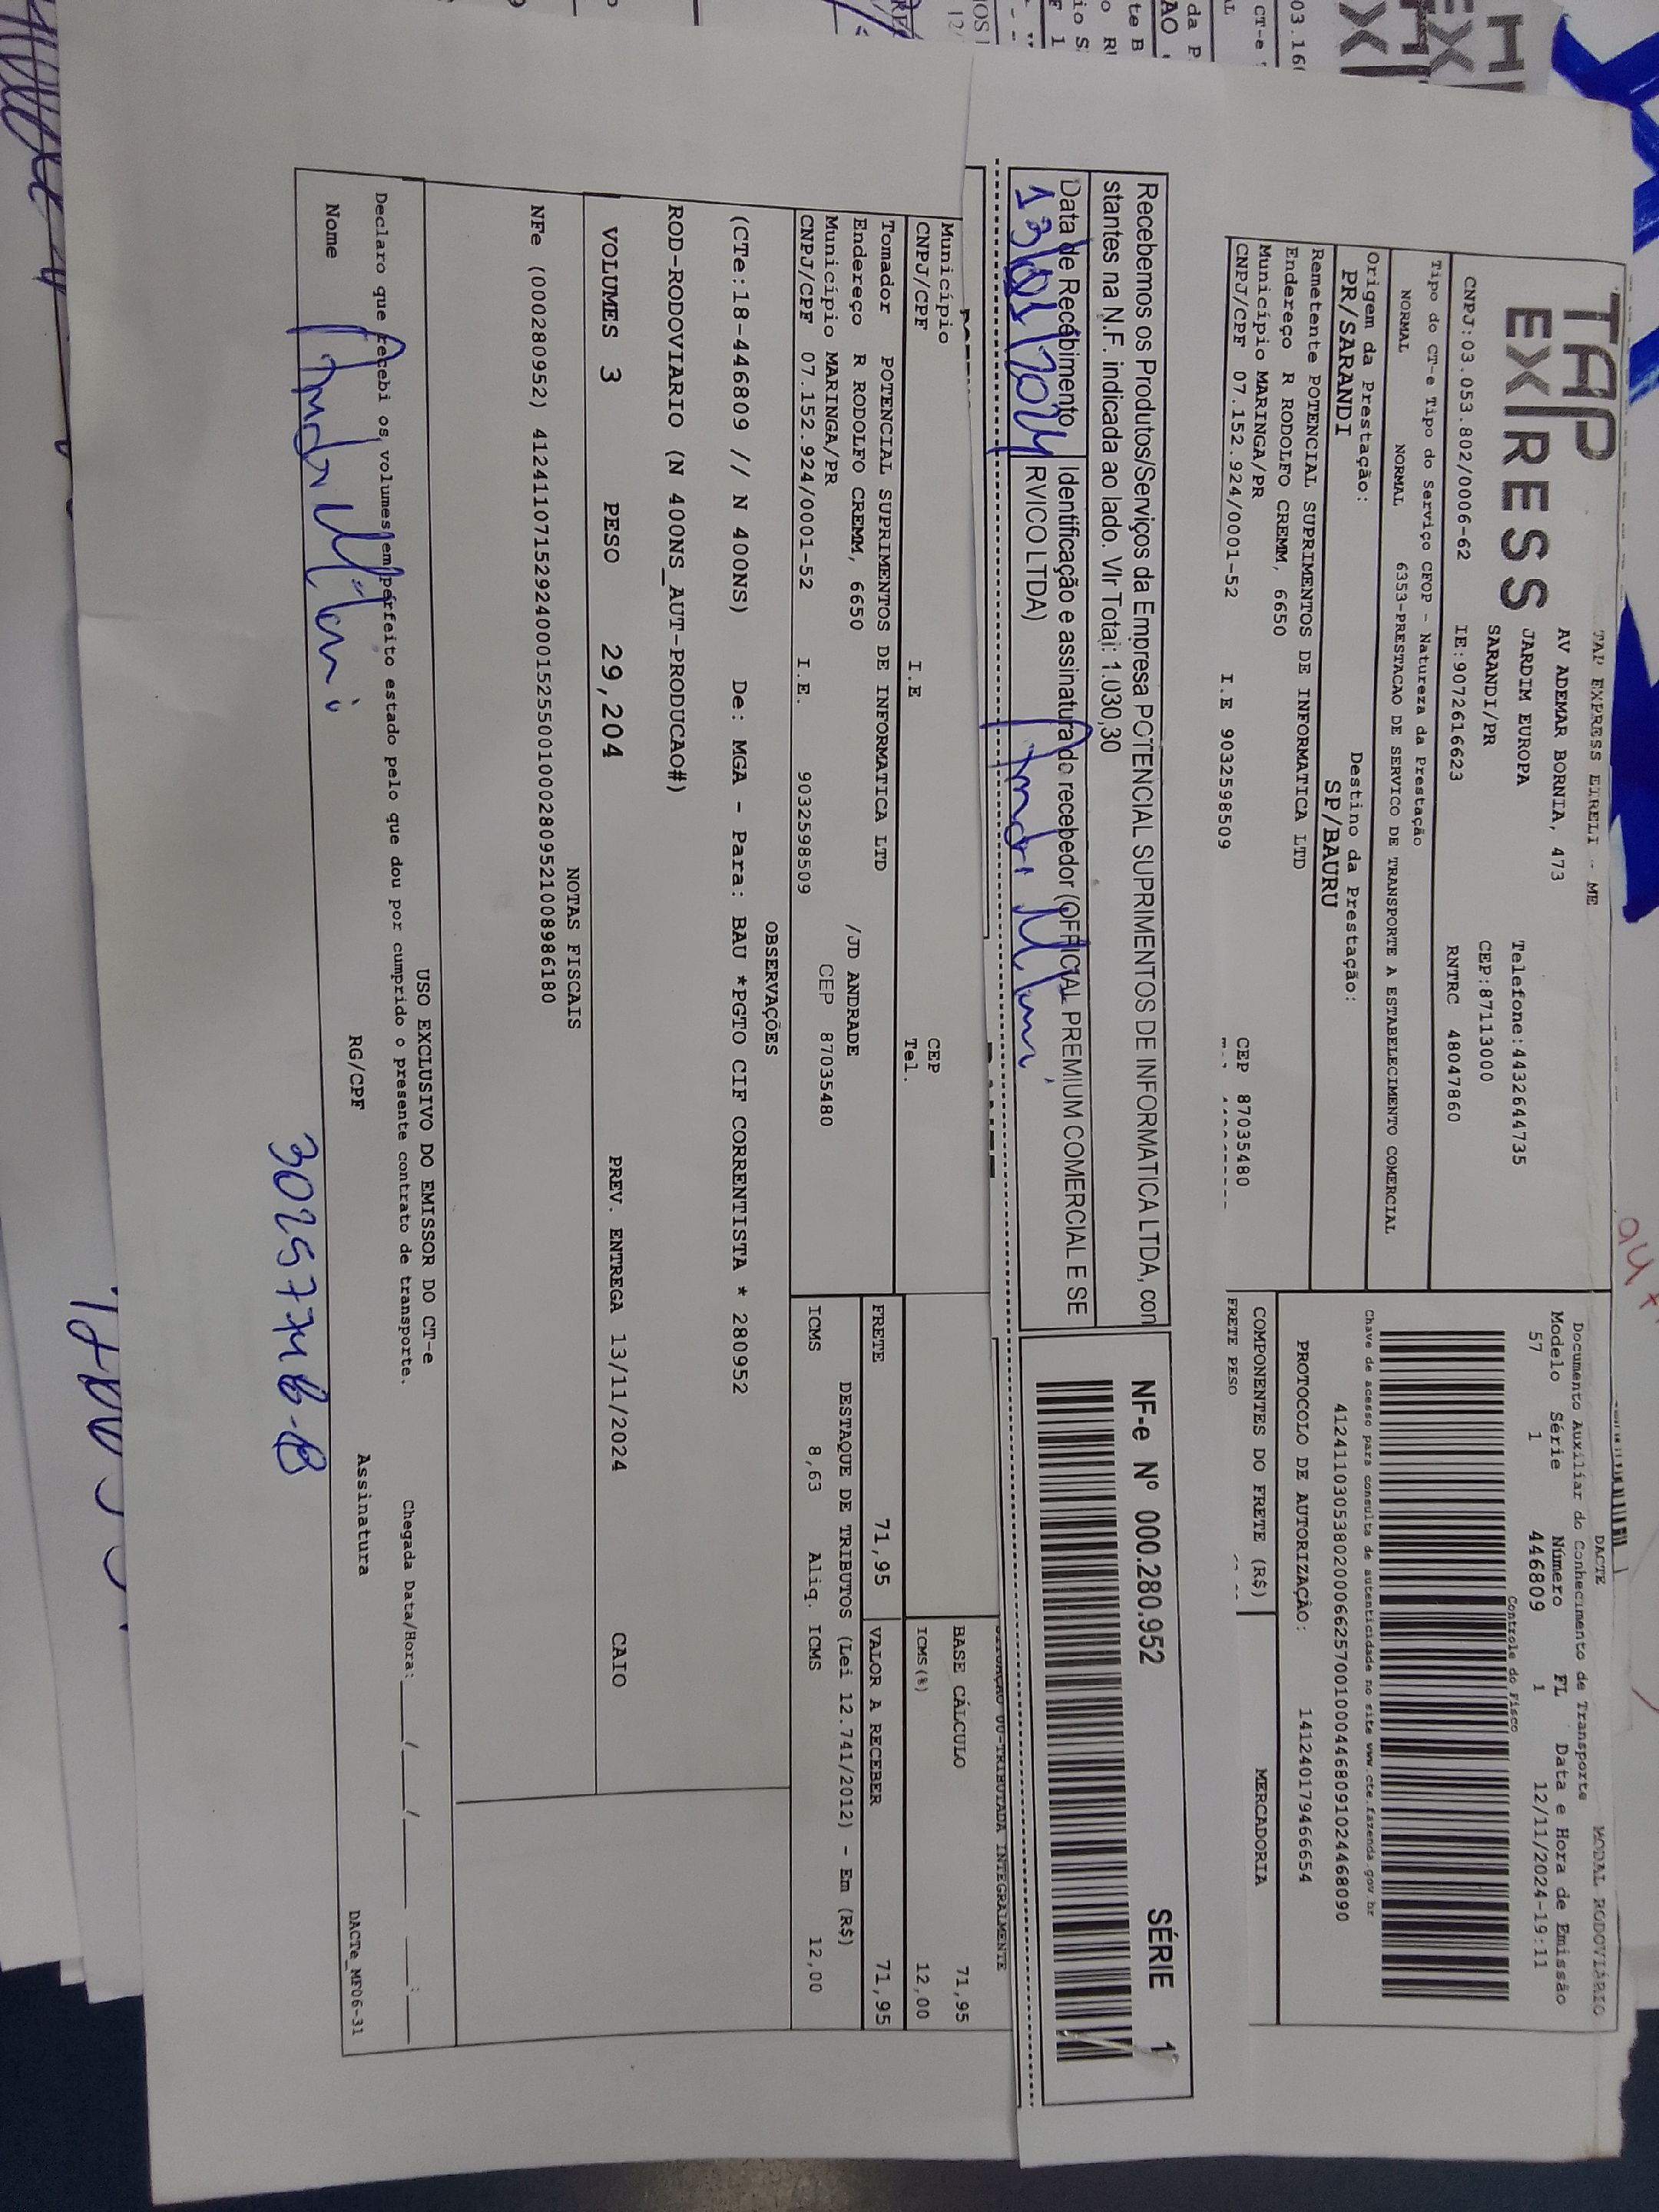 TAP EXPRESS
TAP EXPRESS EIRELI - ME
AV ADEMAR BORNIA, 473
JARDIM EUROPA Telefone:4432644735
SARANDI/PR CEP:87113000
CNPJ:03.053.802/0006-62 IE:9072616623 RNTRC 48047860
Tipo do CT-e Tipo do Serviço CFOP - Natureza da Prestação
NORMAL NORMAL 6353-PRESTACAO DE SERVICO DE TRANSPORTE A ESTABELECIMENTO COMERCIAL
Origem da Prestação: Destino da Prestação:
PR/SARANDI SP/BAURU
Remetente POTENCIAL SUPRIMENTOS DE INFORMATICA LTD
Endereço R RODOLFO CREMM, 6650
Município MARINGA/PR CEP 87035480
CNPJ/CPF 07.152.924/0001-52 I.E 9032598509
DACTE MODAL RODOVIÁRIO
Documento Auxiliar do Conhecimento de Transporte
Modelo Série Número FL Data e Hora de Emissão
57 1 446809 1 12/11/2024-19:11
Controle do Fisco
Chave de acesso para consulta de autenticidade no site www.cte.fazenda.gov.br
41241103053802000662570010004468091024468090
PROTOCOLO DE AUTORIZAÇÃO: 141240179466654
COMPONENTES DO FRETE (R$) MERCADORIA
FRETE PESO
Recebemos os Produtos/Serviços da Empresa POTENCIAL SUPRIMENTOS DE INFORMATICA LTDA, con
stantes na N.F. indicada ao lado. Vlr Total: 1.030,30
Data de Recebimento Identificação e assinatura do recebedor (OFFICIAL PREMIUM COMERCIAL E SE
RVICO LTDA)
NF-e Nº 000.280.952 SÉRIE 1
Município CEP
CNPJ/CPF I.E Tel.
Tomador POTENCIAL SUPRIMENTOS DE INFORMATICA LTD
Endereço R RODOLFO CREMM, 6650 /JD ANDRADE
Município MARINGA/PR CEP 87035480
CNPJ/CPF 07.152.924/0001-52 I.E. 9032598509
BASE CÁLCULO 71,95
ICMS(%) 12,00
FRETE 71,95 VALOR A RECEBER 71,95
DESTAQUE DE TRIBUTOS (Lei 12.741/2012) - Em (R$)
ICMS 8,63 Aliq. ICMS 12,00
OBSERVAÇÕES
(CTe:18-446809 // N 400NS) De: MGA - Para: BAU *PGTO CIF CORRENTISTA * 280952
ROD-RODOVIARIO (N 400NS_AUT-PRODUCAO#)
VOLUMES 3 PESO 29,204 PREV. ENTREGA 13/11/2024 CAIO
NOTAS FISCAIS
NFe (000280952) 41241107152924000152550010002809521008986180
USO EXCLUSIVO DO EMISSOR DO CT-e
Declaro que recebi os volumes em perfeito estado pelo que dou por cumprido o presente contrato de transporte. Chegada Data/Hora:___/___/____ __:__
Nome RG/CPF Assinatura
DACTe_MF06-31